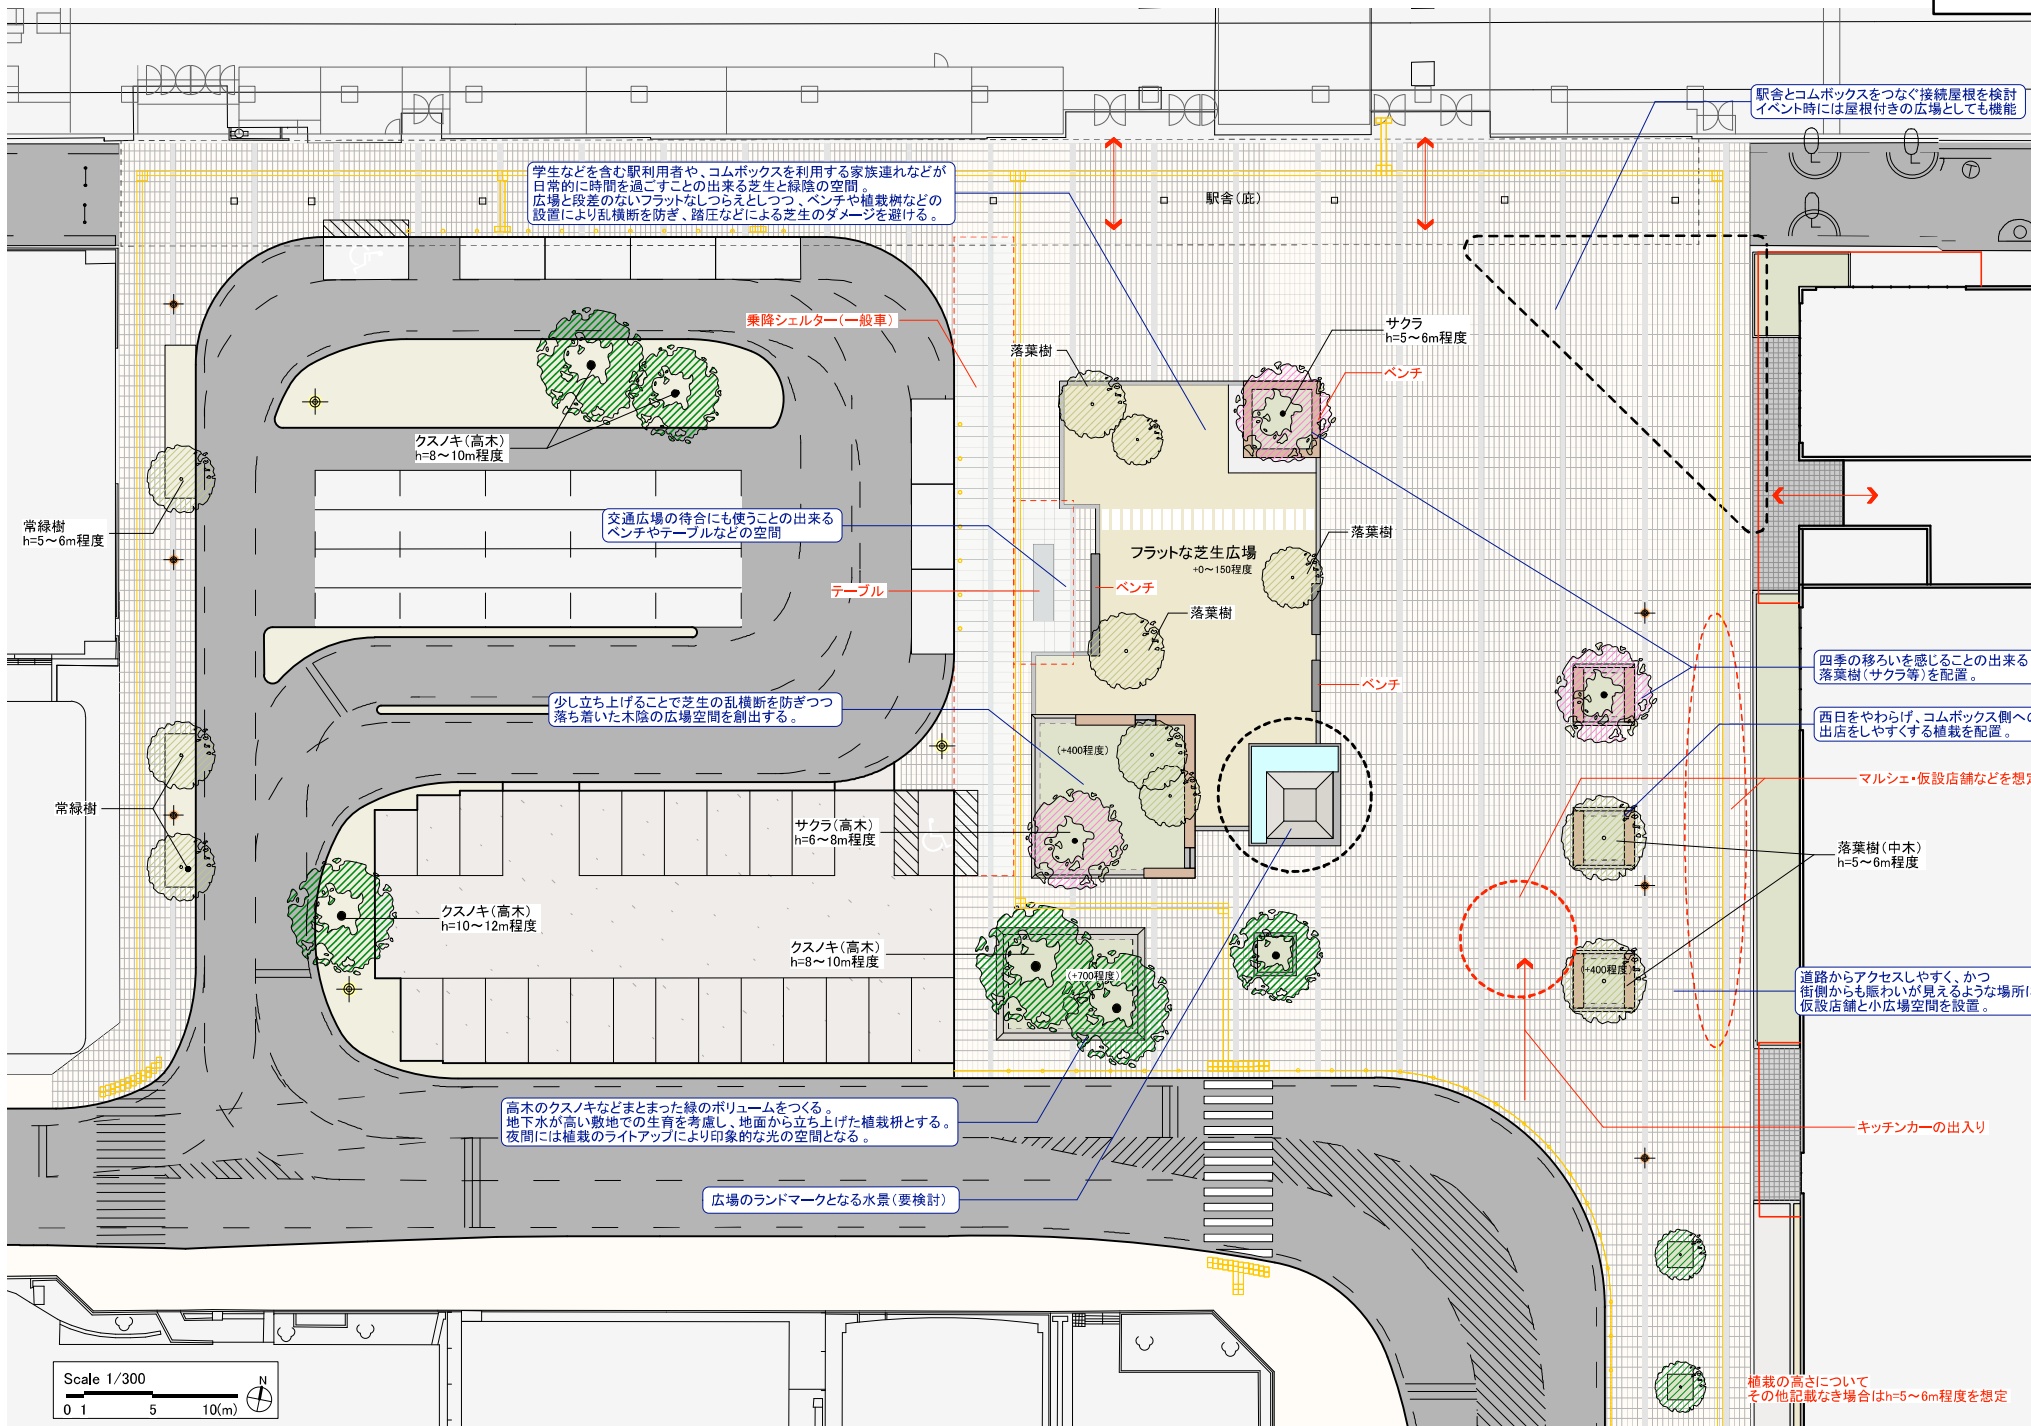 駅舎とコムボックスをつなぐ接続屋根を検討
イベント時には屋根付きの広場としても機能
学生などを含む駅利用者や、コムボックスを利用する家族連れなどが
日常的に時間を過ごすことの出来る芝生と緑陰の空間。
広場と段差のないフラットなしつらえとしつつ、ベンチや植栽桝などの
設置により乱横断を防ぎ、踏圧などによる芝生のダメージを避ける。
駅舎(庇)
乗降シェルター(一般車)
落葉樹
サクラ
h=5～6m程度
ベンチ
クスノキ(高木)
h=8～10m程度
常緑樹
h=5～6m程度
交通広場の待合にも使うことの出来る
ベンチやテーブルなどの空間
テーブル
ベンチ
フラットな芝生広場
+0～150程度
落葉樹
落葉樹
ベンチ
四季の移ろいを感じることの出来る
落葉樹(サクラ等)を配置。
少し立ち上げることで芝生の乱横断を防ぎつつ
落ち着いた木陰の広場空間を創出する。
(+400程度)
西日をやわらげ、コムボックス側への
出店をしやすくする植栽を配置。
マルシェ・仮設店舗などを想定
常緑樹
サクラ(高木)
h=6～8m程度
落葉樹(中木)
h=5～6m程度
クスノキ(高木)
h=10～12m程度
クスノキ(高木)
h=8～10m程度
(+700程度)
(+400程度)
道路からアクセスしやすく、かつ
街側からも賑わいが見えるような場所に
仮設店舗と小広場空間を設置。
高木のクスノキなどまとまった緑のボリュームをつくる。
地下水が高い敷地での生育を考慮し、地面から立ち上げた植栽枡とする。
夜間には植栽のライトアップにより印象的な光の空間となる。
キッチンカーの出入り
広場のランドマークとなる水景(要検討)
Scale 1/300
N
0 1 5 10(m)
植栽の高さについて
その他記載なき場合はh=5～6m程度を想定